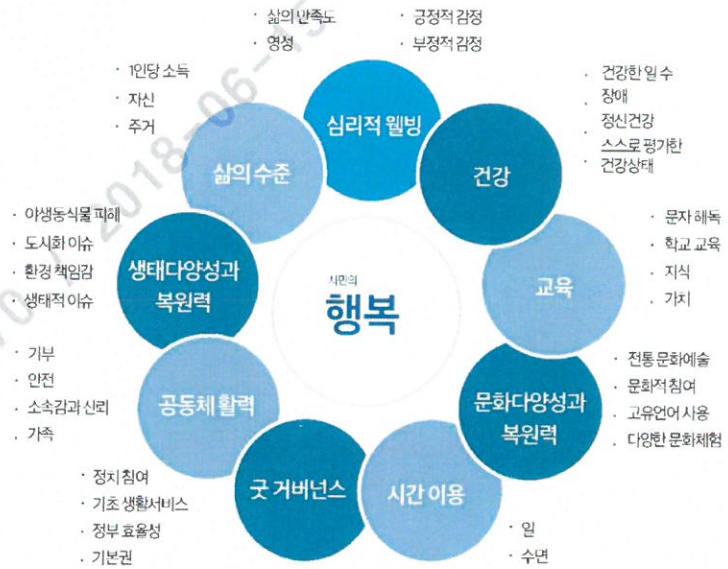 · 삶의 만족도
· 영성
· 긍정적 감정
· 부정적 감정
심리적 웰빙
· 건강한 일 수
· 장애
· 정신건강
· 스스로 평가한
건강상태
건강
· 문자 해독
· 학교 교육
· 지식
· 가치
교육
· 전통 문화예술
· 문화적 참여
· 고유언어 사용
· 다양한 문화체험
문화다양성과
복원력
· 일
· 수면
시간 이용
· 정치 참여
· 기초 생활서비스
· 정부 효율성
· 기본권
굿 거버넌스
· 기부
· 안전
· 소속감과 신뢰
· 가족
공동체 활력
· 야생동식물 피해
· 도시화 이슈
· 환경 책임감
· 생태적 이슈
생태다양성과
복원력
· 1인당 소득
· 자신
· 주거
삶의 수준
시민의
행복